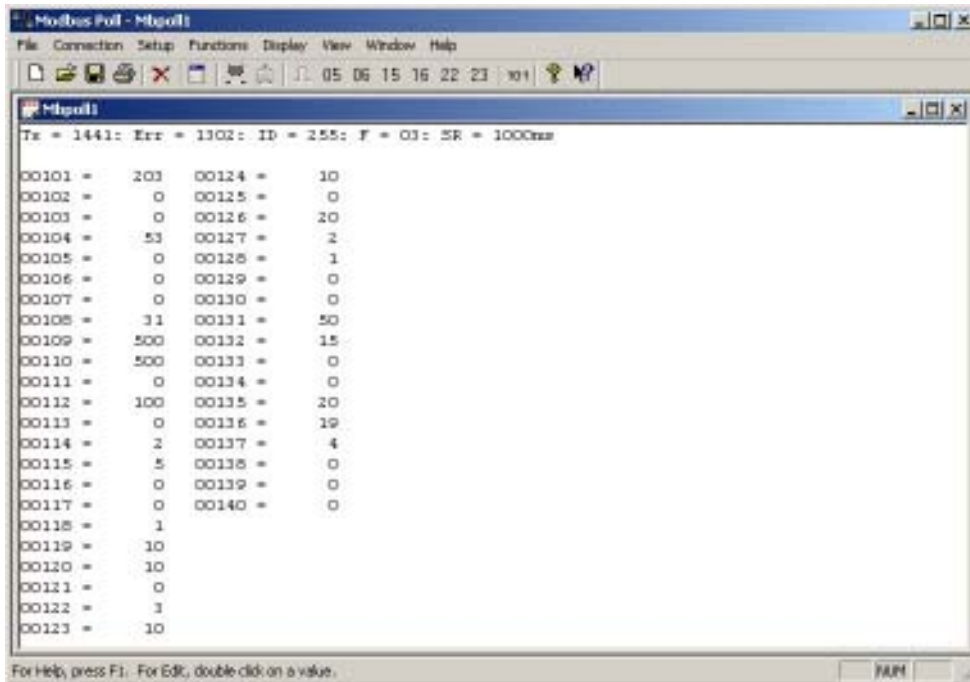 Modbus Poll - Mbpoll1
File Connection Setup Functions Display View Window Help
05 06 15 16 22 23 101
Mbpoll1
Tx = 1441: Err = 1302: ID = 255: F = 03: SR = 1000ms
00101 = 203 00124 = 10
00102 = 0 00125 = 0
00103 = 0 00126 = 20
00104 = 53 00127 = 2
00105 = 0 00128 = 1
00106 = 0 00129 = 0
00107 = 0 00130 = 0
00108 = 31 00131 = 50
00109 = 500 00132 = 15
00110 = 500 00133 = 0
00111 = 0 00134 = 0
00112 = 100 00135 = 20
00113 = 0 00136 = 19
00114 = 2 00137 = 4
00115 = 5 00138 = 0
00116 = 0 00139 = 0
00117 = 0 00140 = 0
00118 = 1
00119 = 10
00120 = 10
00121 = 0
00122 = 3
00123 = 10
For Help, press F1. For Edit, double click on a value. NUM